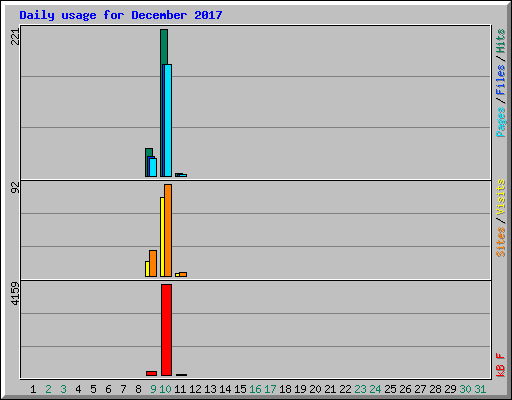 Daily usage for December 2017
221
92
4159
Pages/Files/Hits
Sites/Visits
kB F
1 2 3 4 5 6 7 8 9 10 11 12 13 14 15 16 17 18 19 20 21 22 23 24 25 26 27 28 29 30 31